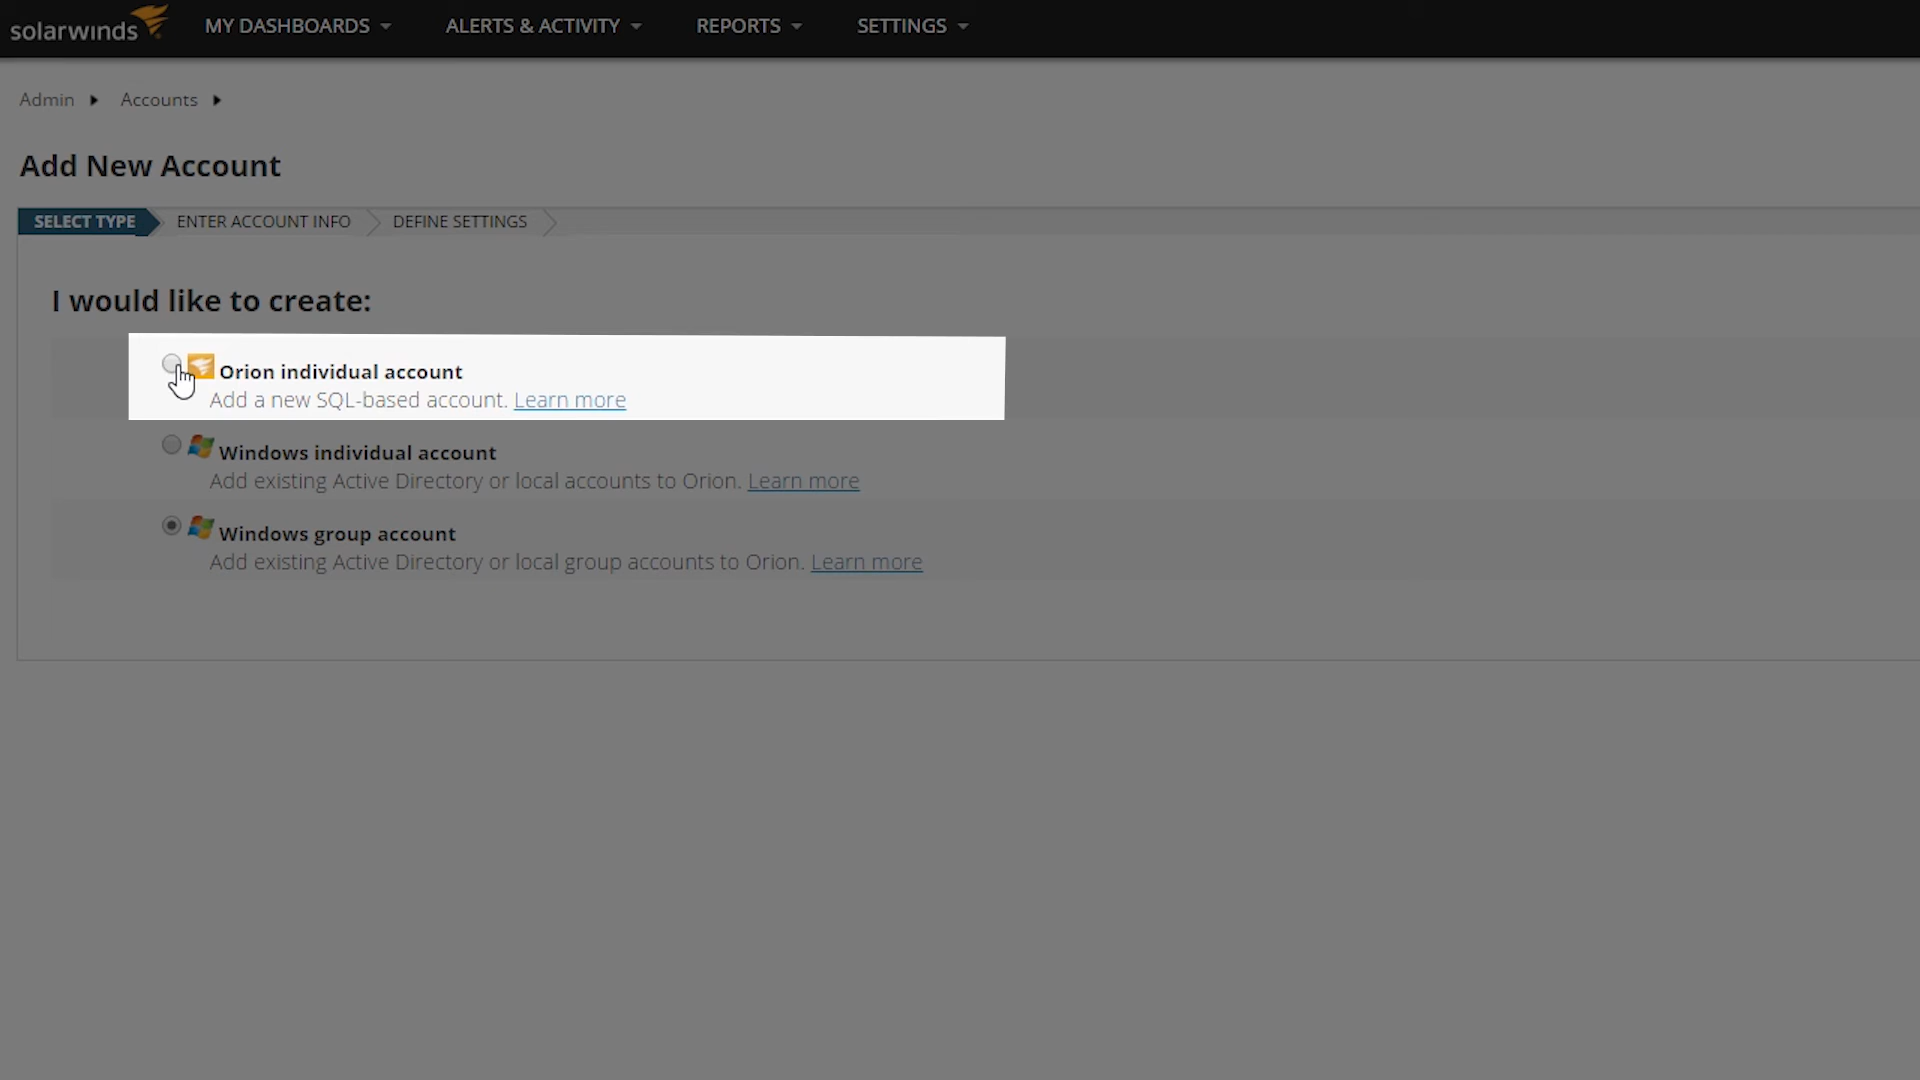 solarwinds MY DASHBOARDS ALERTS & ACTIVITY REPORTS SETTINGS
Admin Accounts
Add New Account
SELECT TYPE ENTER ACCOUNT INFO DEFINE SETTINGS
I would like to create:
Orion individual account
Add a new SQL-based account. Learn more
Windows individual account
Add existing Active Directory or local accounts to Orion. Learn more
Windows group account
Add existing Active Directory or local group accounts to Orion. Learn more